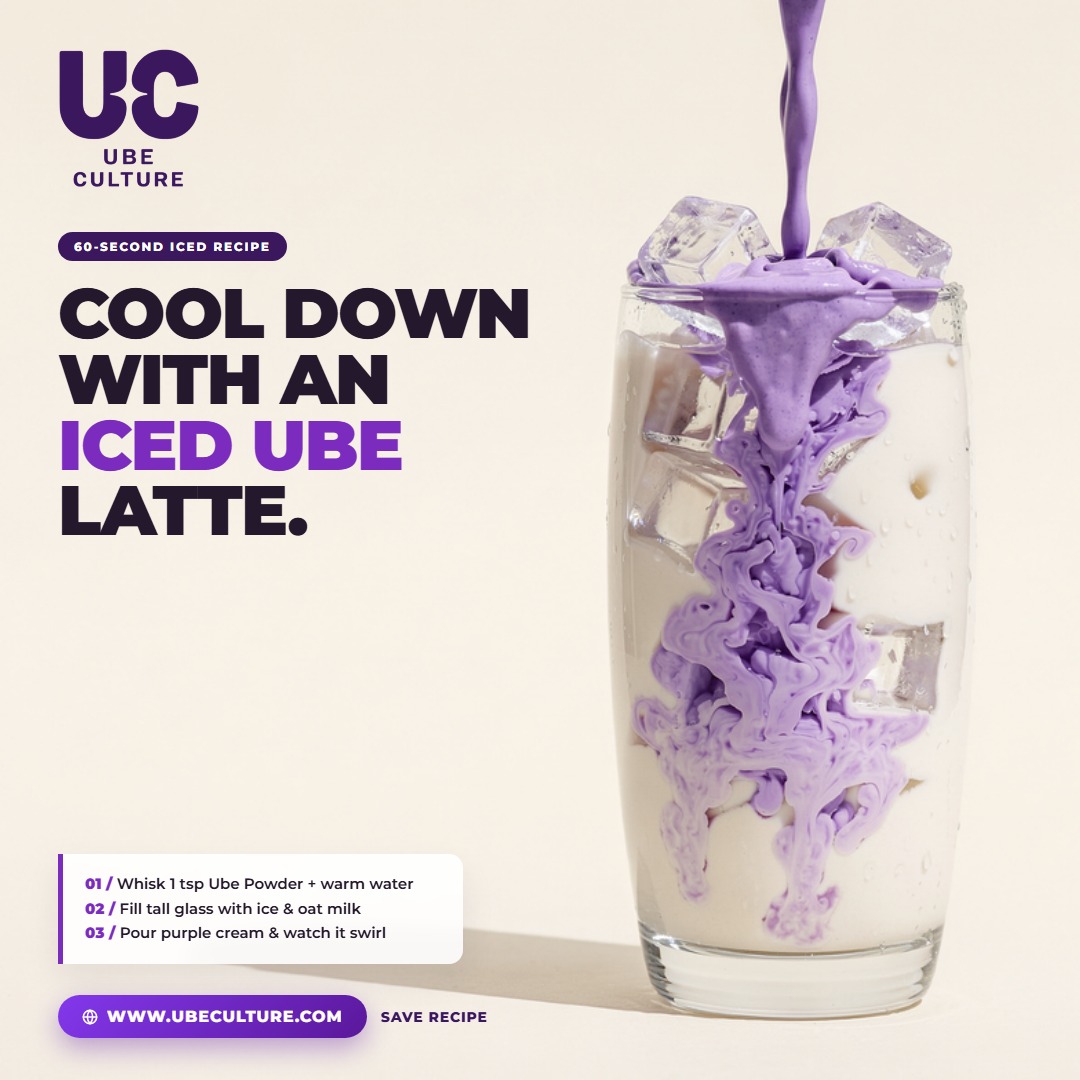 UC
UBE
CULTURE
60-SECOND ICED RECIPE
COOL DOWN
WITH AN
ICED UBE
LATTE.
01 / Whisk 1 tsp Ube Powder + warm water
02 / Fill tall glass with ice & oat milk
03 / Pour purple cream & watch it swirl
WWW.UBECULTURE.COM SAVE RECIPE